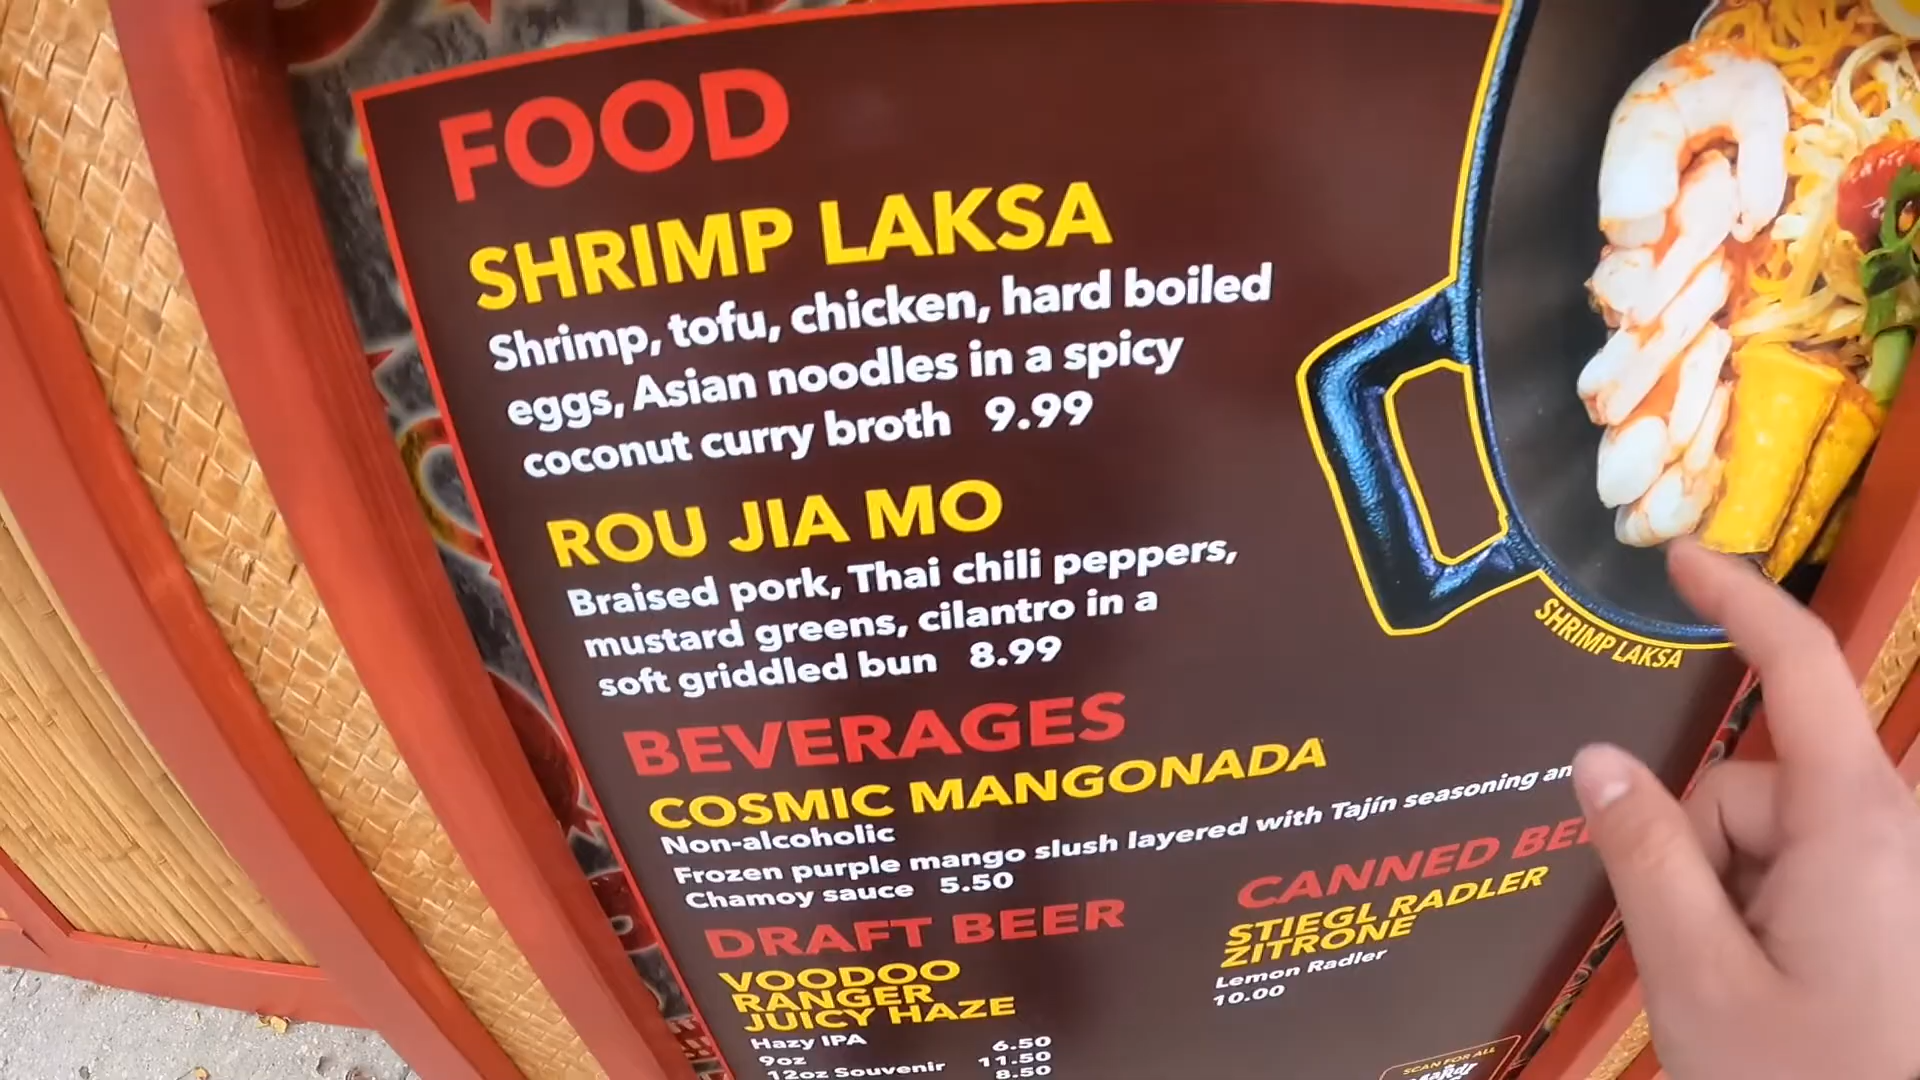 FOOD
SHRIMP LAKSA
Shrimp, tofu, chicken, hard boiled
eggs, Asian noodles in a spicy
coconut curry broth 9.99
ROU JIA MO
Braised pork, Thai chili peppers,
mustard greens, cilantro in a
soft griddled bun 8.99
SHRIMP LAKSA
BEVERAGES
COSMIC MANGONADA
Non-alcoholic
Frozen purple mango slush layered with Tajín seasoning an
Chamoy sauce 5.50
DRAFT BEER
VOODOO
RANGER
JUICY HAZE
Hazy IPA
9oz 6.50
12oz Souvenir 11.50
8.50
CANNED BE
STIEGL RADLER
ZITRONE
Lemon Radler
10.00
SCAN FOR ALL